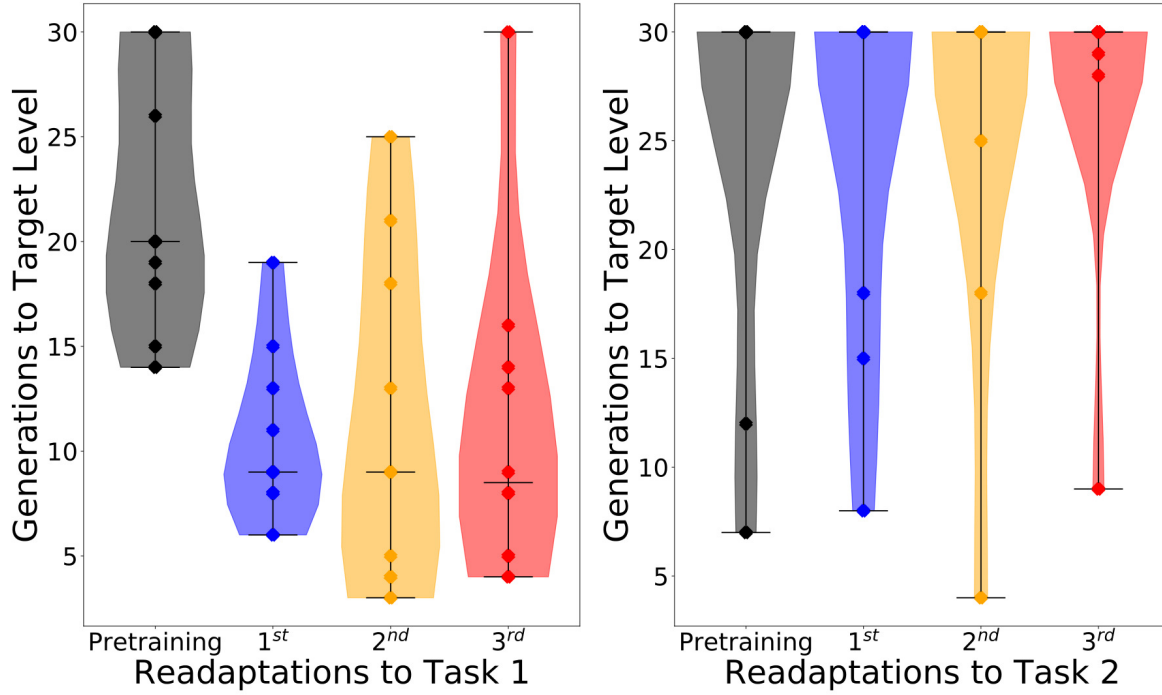 Generations to Target Level
30
25
20
15
10
5
Pretraining 1st 2nd 3rd
Readaptations to Task 1
Generations to Target Level
30
25
20
15
10
5
Pretraining 1st 2nd 3rd
Readaptations to Task 2